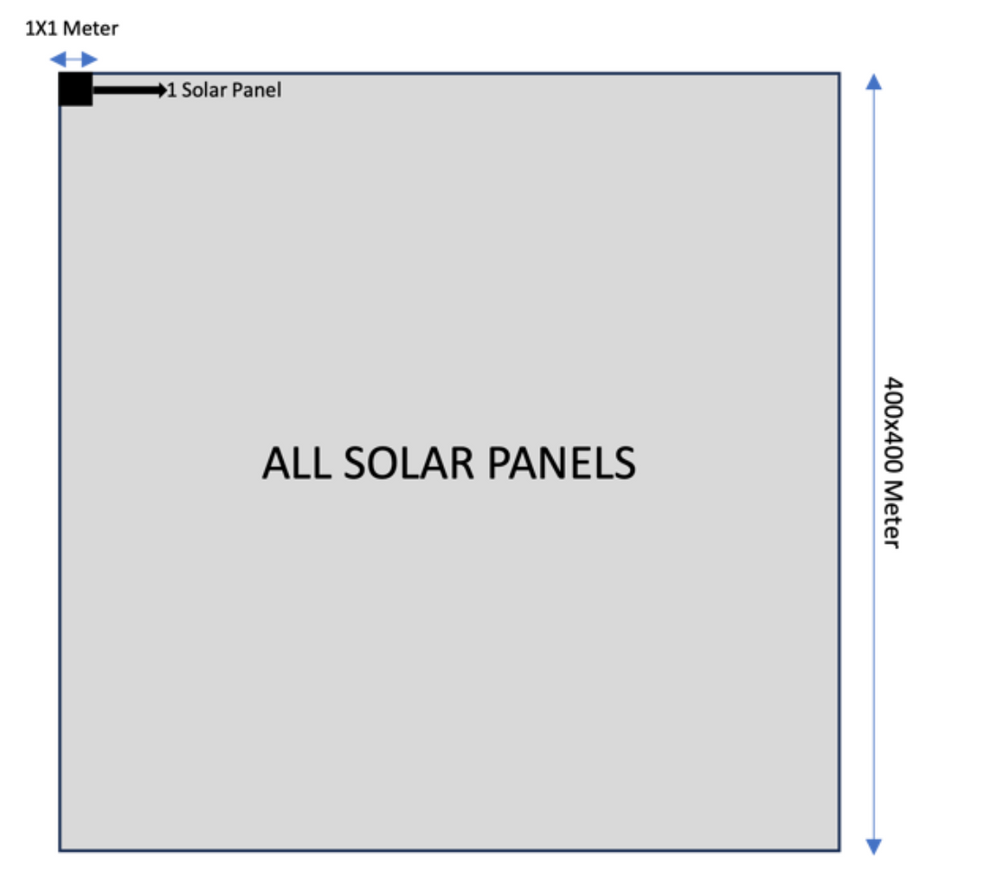 1X1 Meter
1 Solar Panel
ALL SOLAR PANELS
400x400 Meter